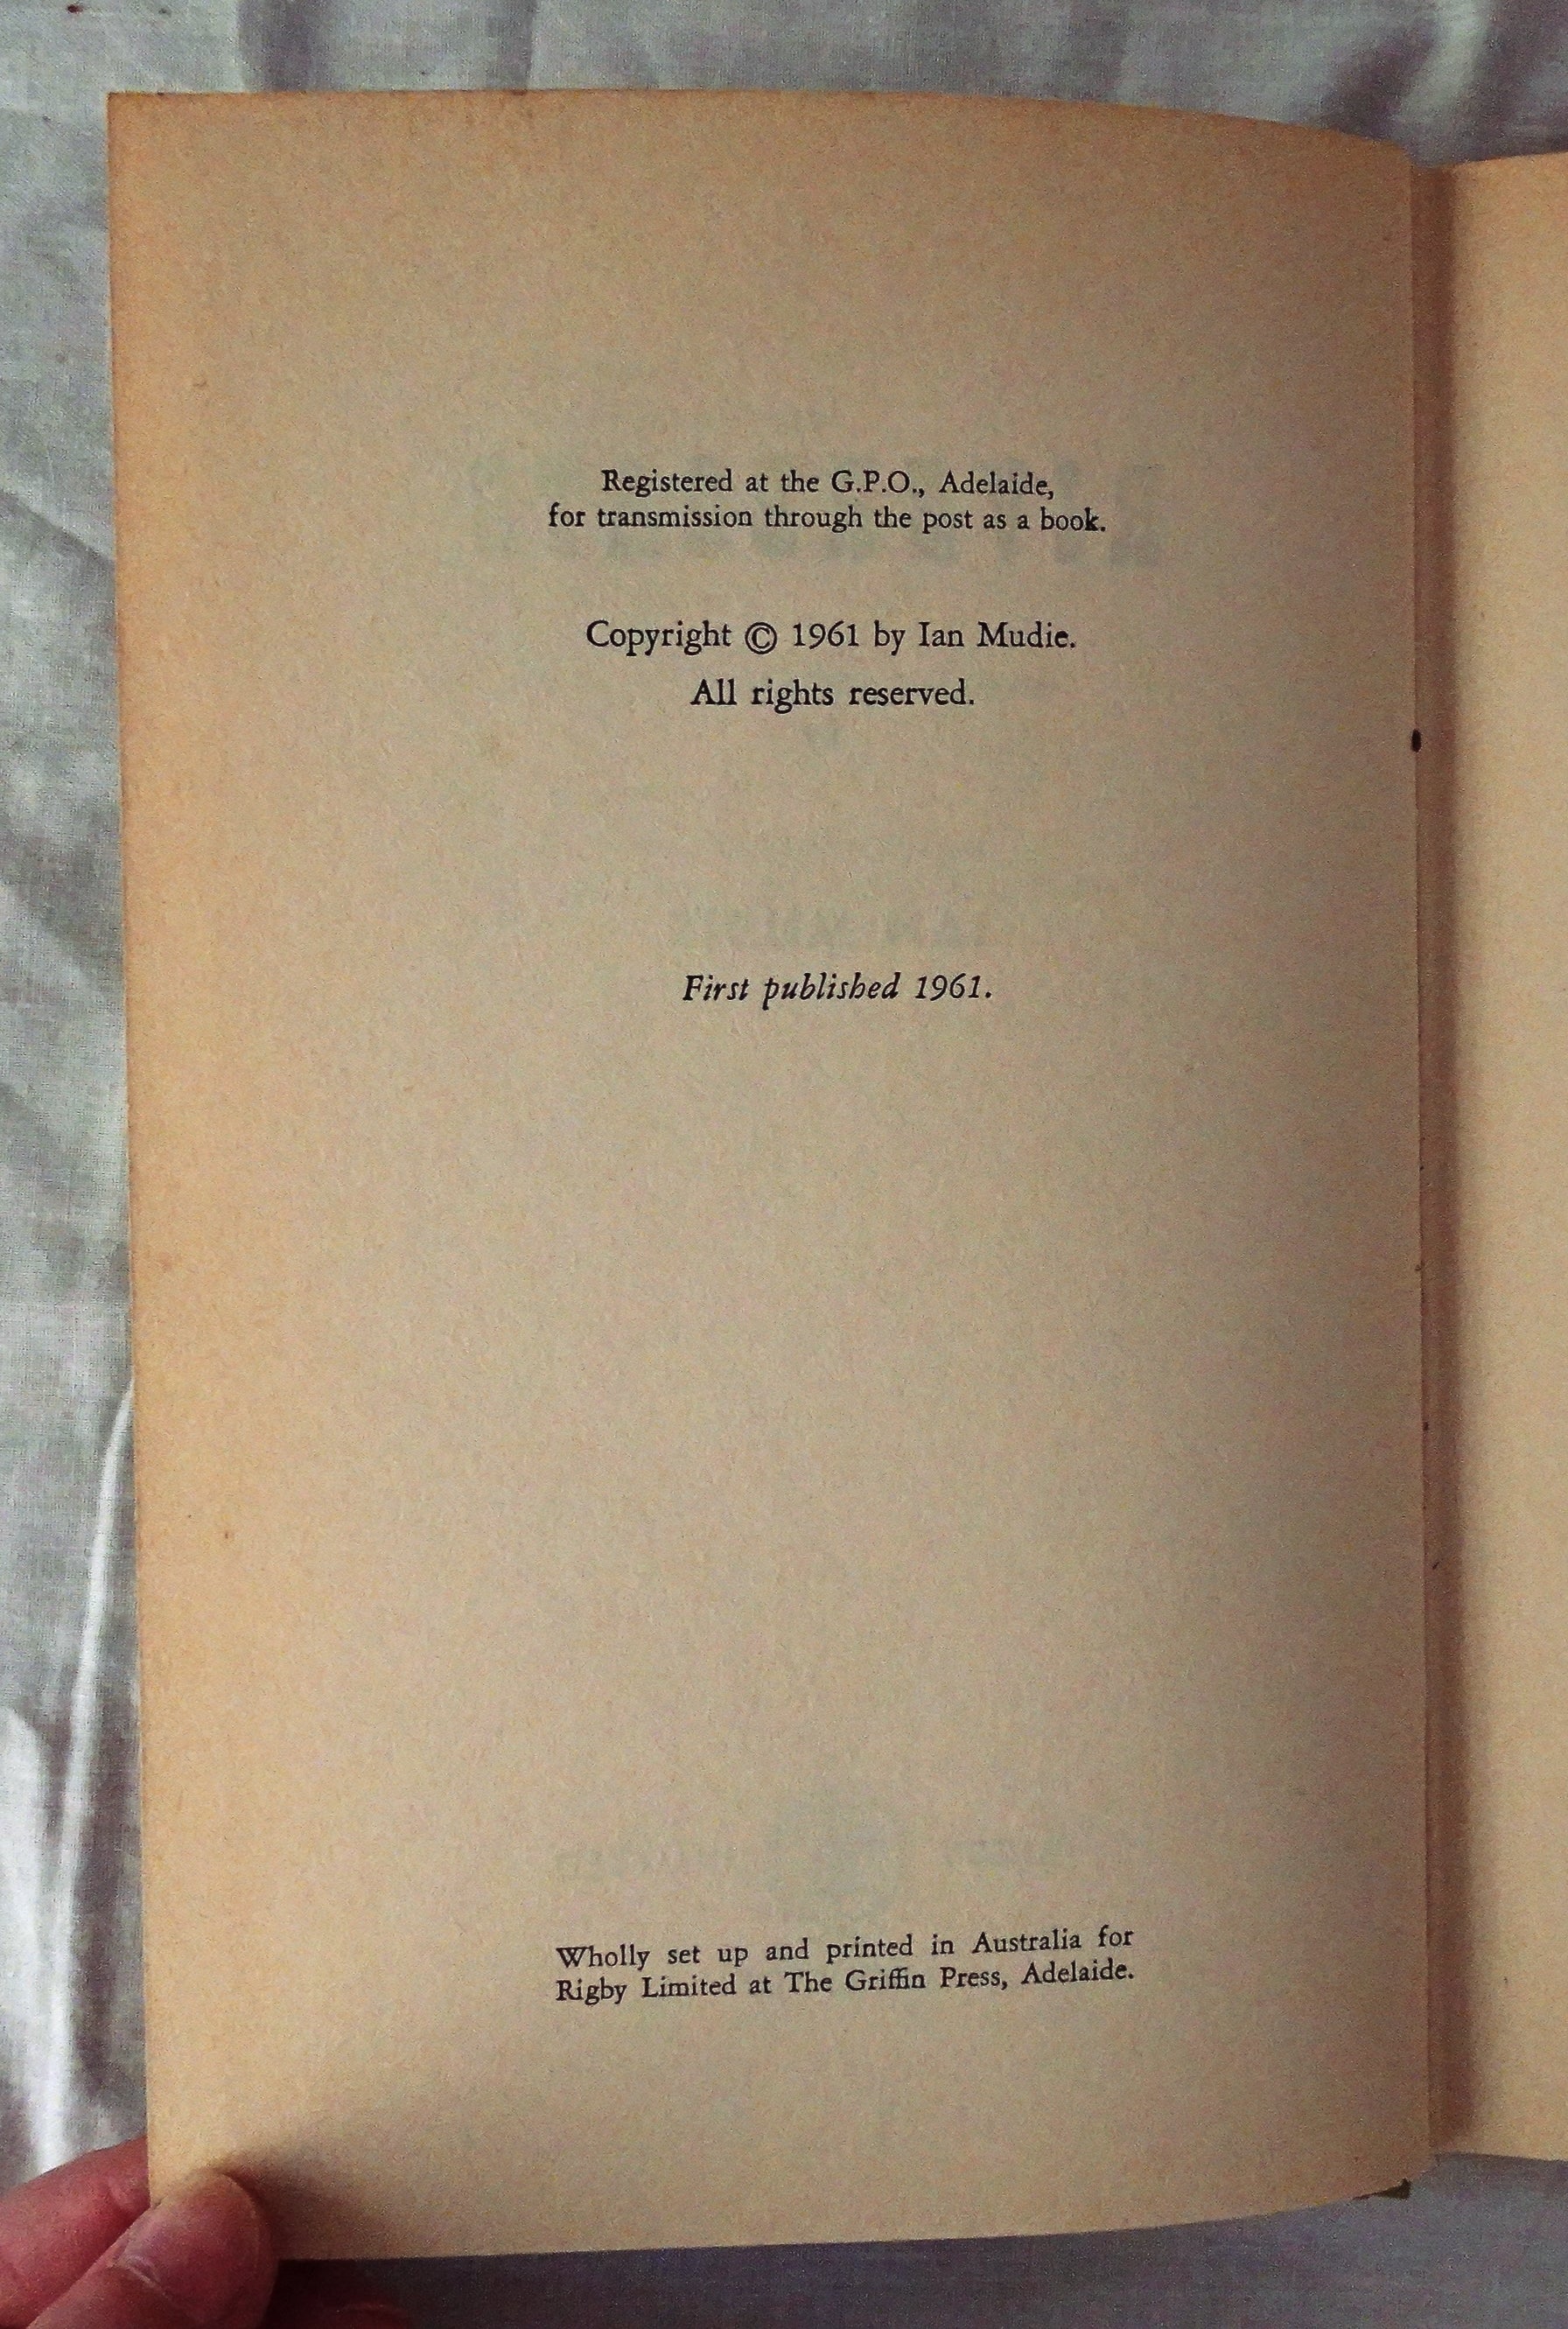 Registered at the G.P.O., Adelaide,
for transmission through the post as a book.
Copyright © 1961 by Ian Mudie.
All rights reserved.
First published 1961.
Wholly set up and printed in Australia for
Rigby Limited at The Griffin Press, Adelaide.